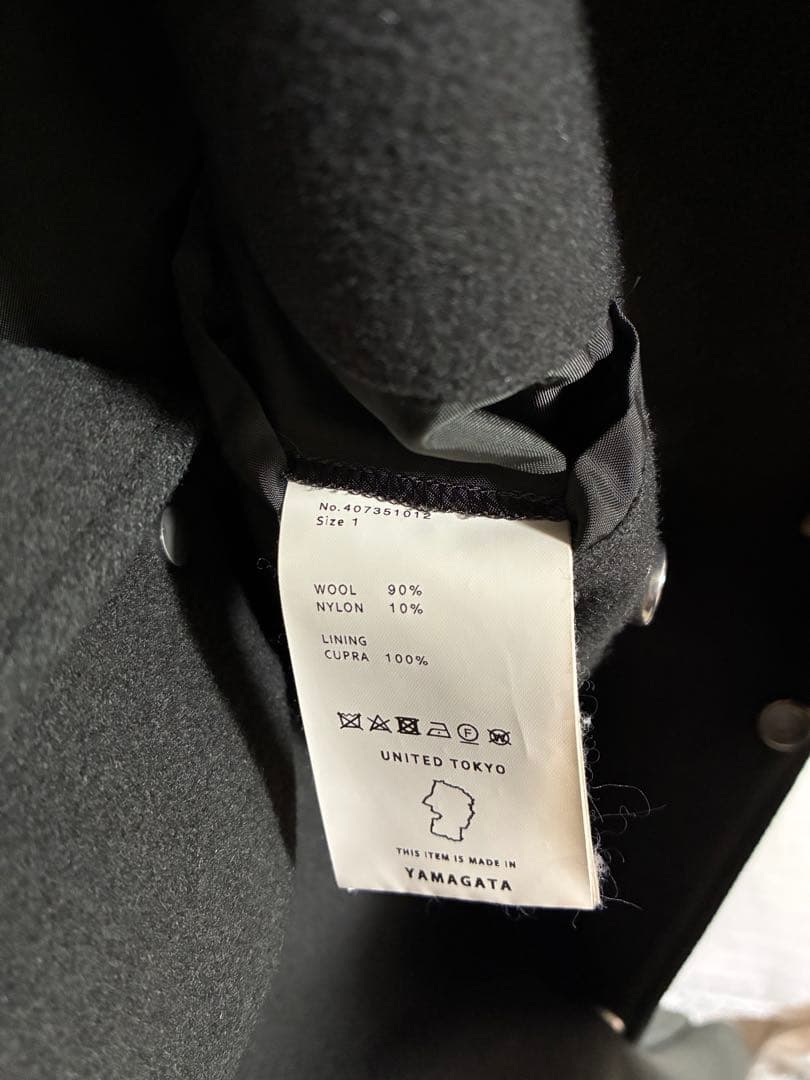 No.407351012
Size 1
WOOL 90%
NYLON 10%
LINING
CUPRA 100%
F W
UNITED TOKYO
THIS ITEM IS MADE IN
YAMAGATA